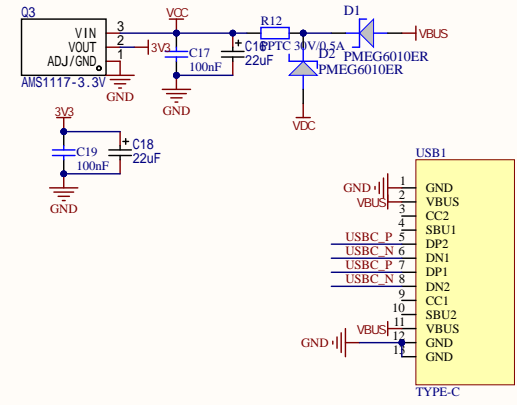 Q3
VIN 3
VOUT 2
ADJ/GND 1
AMS1117-3.3V
3V3
GND
VCC
C17
100nF
GND
C16
22uF
R12
PPTC 30V/0.5A
D1
PMEG6010ER
VBUS
D2
PMEG6010ER
VDC
3V3
C19
100nF
C18
22uF
GND
USB1
GND 1 GND
VBUS 2 VBUS
3 CC2
4 SBU1
USBC_P 5 DP2
USBC_N 6 DN1
USBC_P 7 DP1
USBC_N 8 DN2
9 CC1
10 SBU2
VBUS 11 VBUS
GND 12 GND
13 GND
TYPE-C